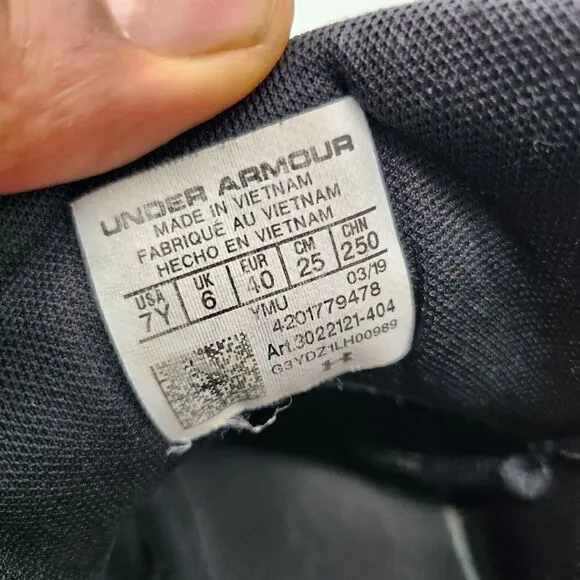 UNDER ARMOUR
MADE IN VIETNAM
FABRIQUÉ AU VIETNAM
HECHO EN VIETNAM
USA UK EUR CM CHN
7Y 6 40 25 250
YMU 03/19
4201779478
Art.3022121-404
G3YDZ1LH00989